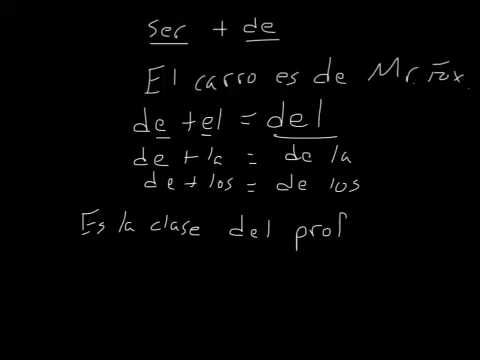 ser + de
El carro es de Mr. Fox.
de + el = del
de + la = de la
de + los = de los
Es la clase del prof